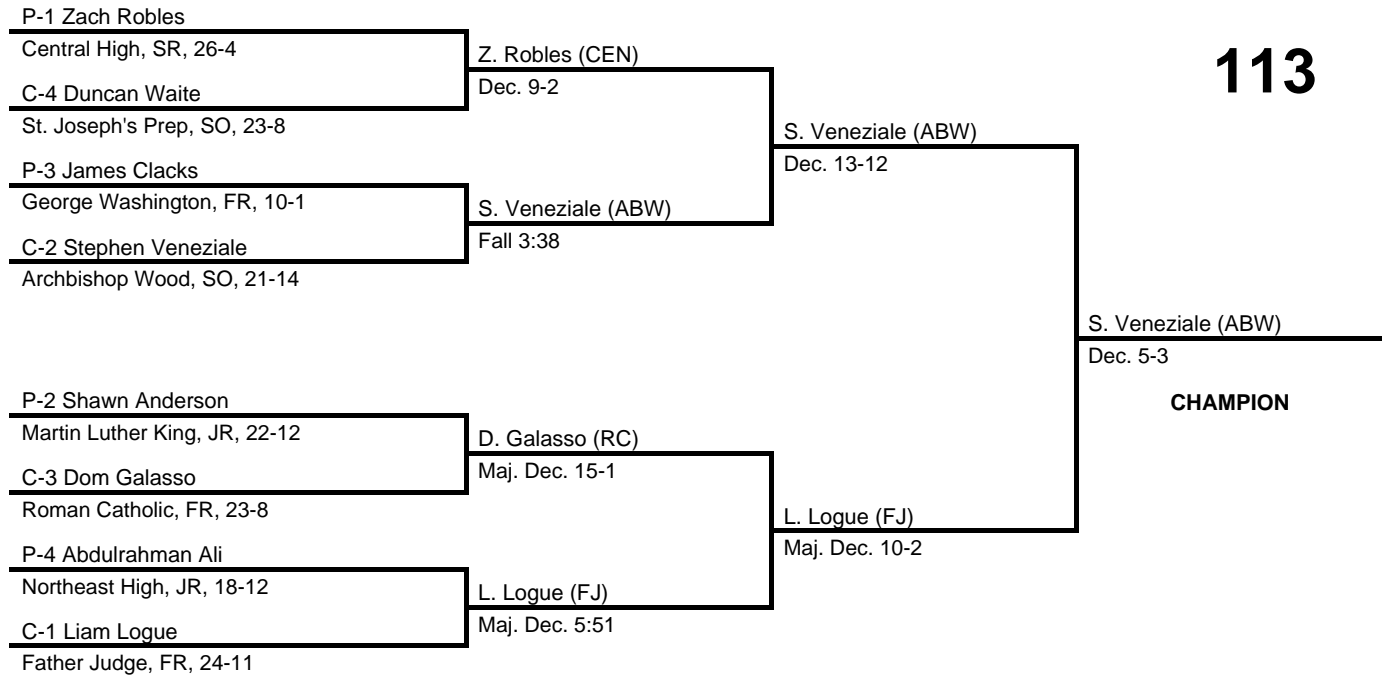 P-1 Zach Robles
Central High, SR, 26-4
Z. Robles (CEN)
113
Dec. 9-2
C-4 Duncan Waite
St. Joseph's Prep, SO, 23-8
S. Veneziale (ABW)
Dec. 13-12
P-3 James Clacks
George Washington, FR, 10-1
S. Veneziale (ABW)
Fall 3:38
C-2 Stephen Veneziale
Archbishop Wood, SO, 21-14
S. Veneziale (ABW)
Dec. 5-3
CHAMPION
P-2 Shawn Anderson
Martin Luther King, JR, 22-12
D. Galasso (RC)
Maj. Dec. 15-1
C-3 Dom Galasso
Roman Catholic, FR, 23-8
L. Logue (FJ)
Maj. Dec. 10-2
P-4 Abdulrahman Ali
Northeast High, JR, 18-12
L. Logue (FJ)
Maj. Dec. 5:51
C-1 Liam Logue
Father Judge, FR, 24-11